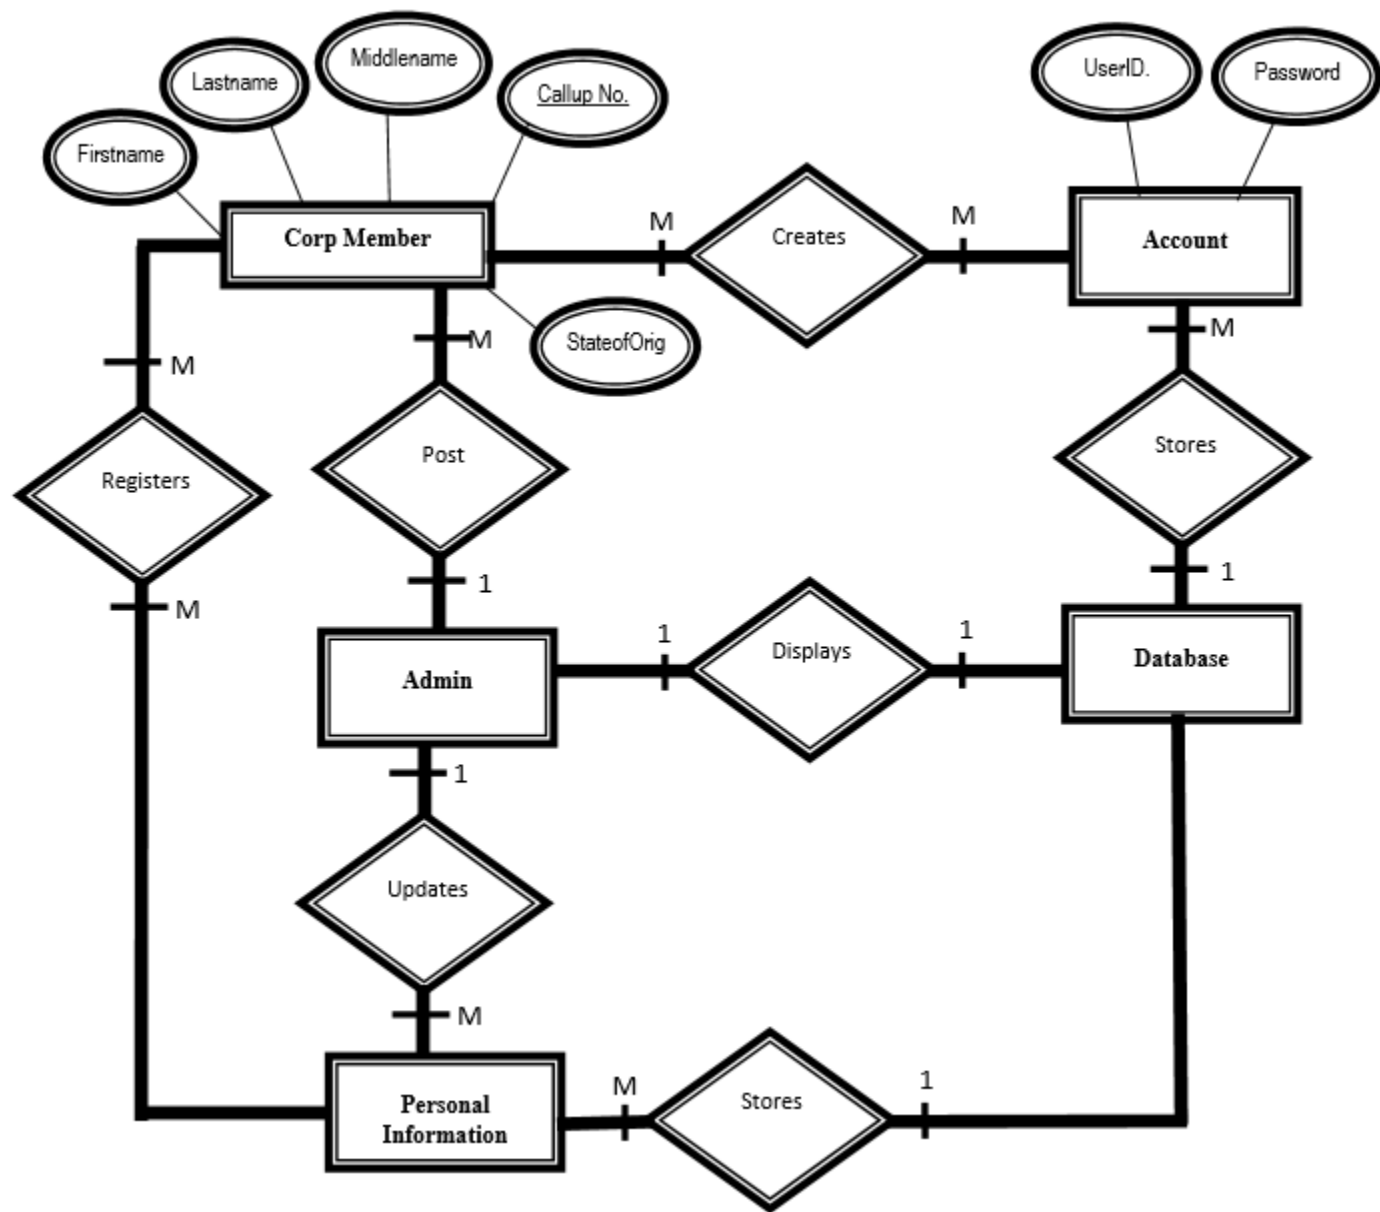 Middlename
Lastname
Callup No.
Firstname
UserID.
Password
Corp Member
M
Creates
M
Account
StateofOrig
M
M
M
Registers
Post
Stores
M
1
1
Admin
1
Displays
1
Database
1
Updates
M
Personal
Information
M
Stores
1